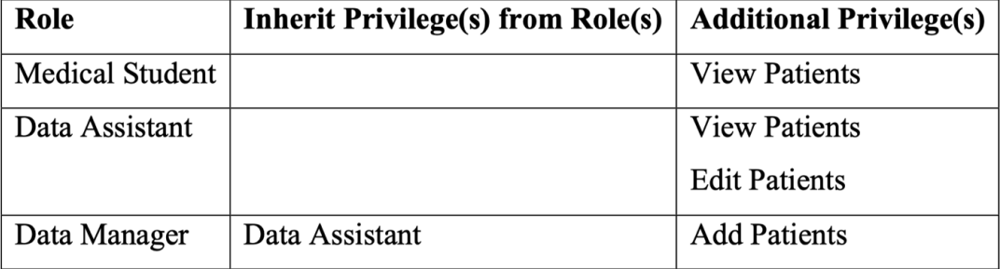 Role Inherit Privilege(s) from Role(s) Additional Privilege(s)
Medical Student View Patients
Data Assistant View Patients
Edit Patients
Data Manager Data Assistant Add Patients